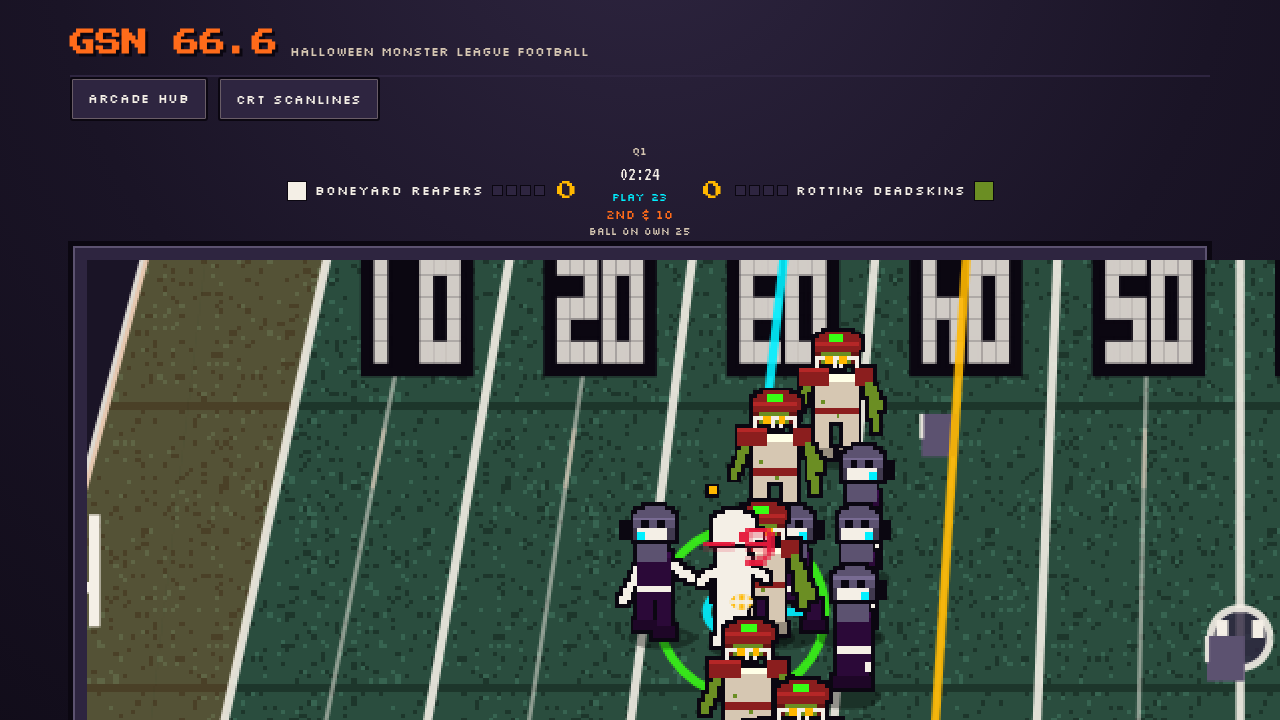 GSN 66.6
HALLOWEEN MONSTER LEAGUE FOOTBALL
ARCADE HUB
CRT SCANLINES
Q1
02:24
BONEYARD REAPERS 0
0 ROTTING DEADSKINS
PLAY 23
2ND & 10
BALL ON OWN 25
10 20 30 40 50